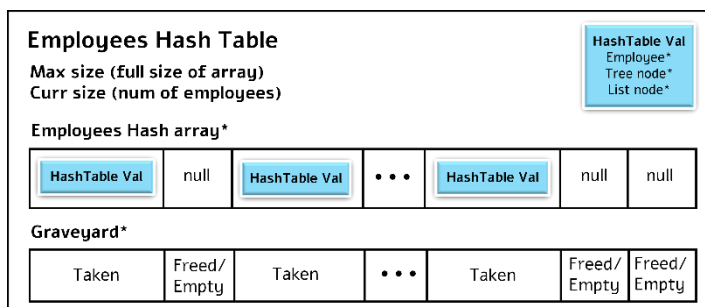 Employees Hash Table
Max size (full size of array)
Curr size (num of employees)
HashTable Val
Employee*
Tree node*
List node*
Employees Hash array*
HashTable Val null HashTable Val ••• HashTable Val null null
Graveyard*
Taken Freed/ Taken ••• Taken Freed/ Freed/
Empty Empty Empty